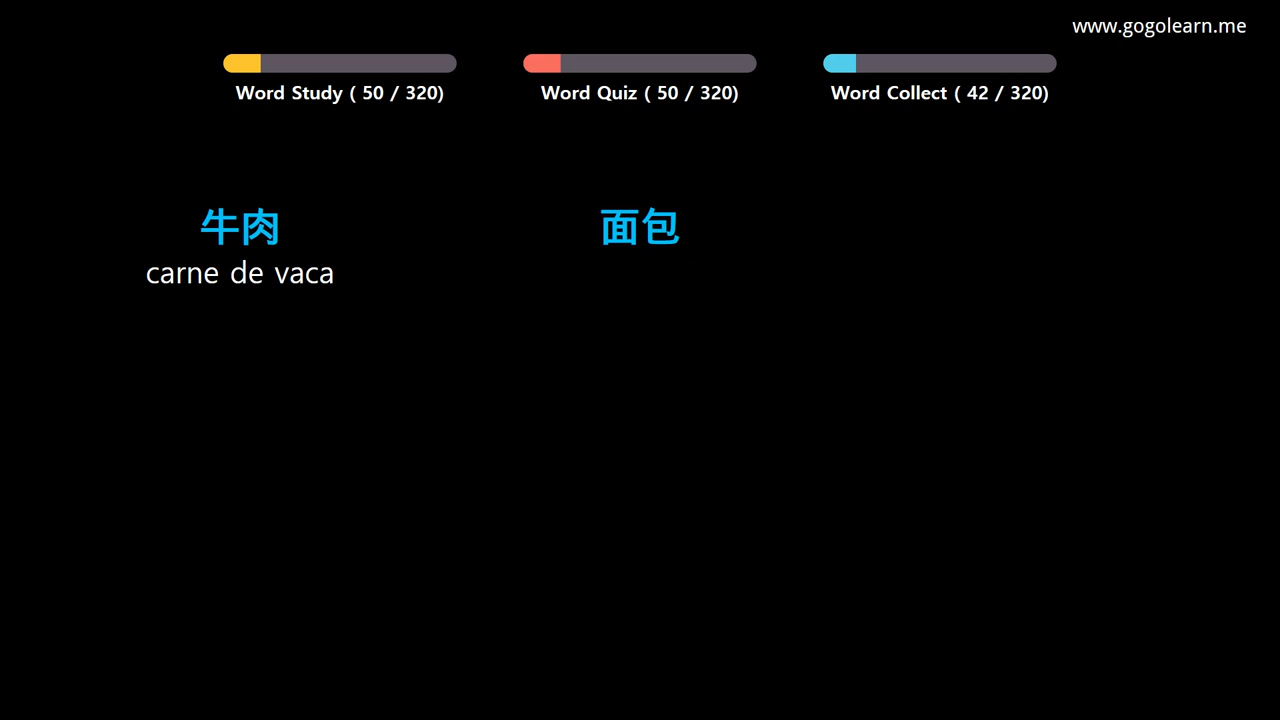 www.gogolearn.me
Word Study ( 50 / 320)
Word Quiz ( 50 / 320)
Word Collect ( 42 / 320)
牛肉
carne de vaca
面包